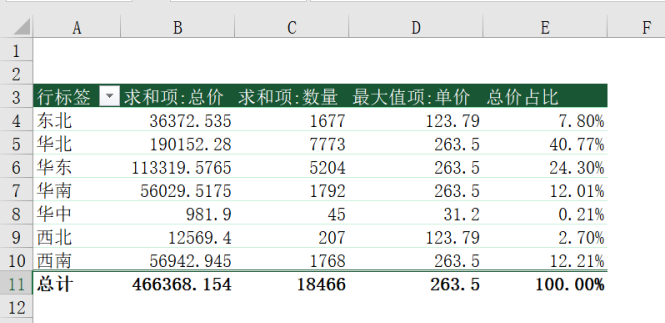 A B C D E F
1
2
3 行标签 求和项:总价 求和项:数量 最大值项:单价 总价占比
4 东北 36372.535 1677 123.79 7.80%
5 华北 190152.28 7773 263.5 40.77%
6 华东 113319.5765 5204 263.5 24.30%
7 华南 56029.5175 1792 263.5 12.01%
8 华中 981.9 45 31.2 0.21%
9 西北 12569.4 207 123.79 2.70%
10 西南 56942.945 1768 263.5 12.21%
11 总计 466368.154 18466 263.5 100.00%
12